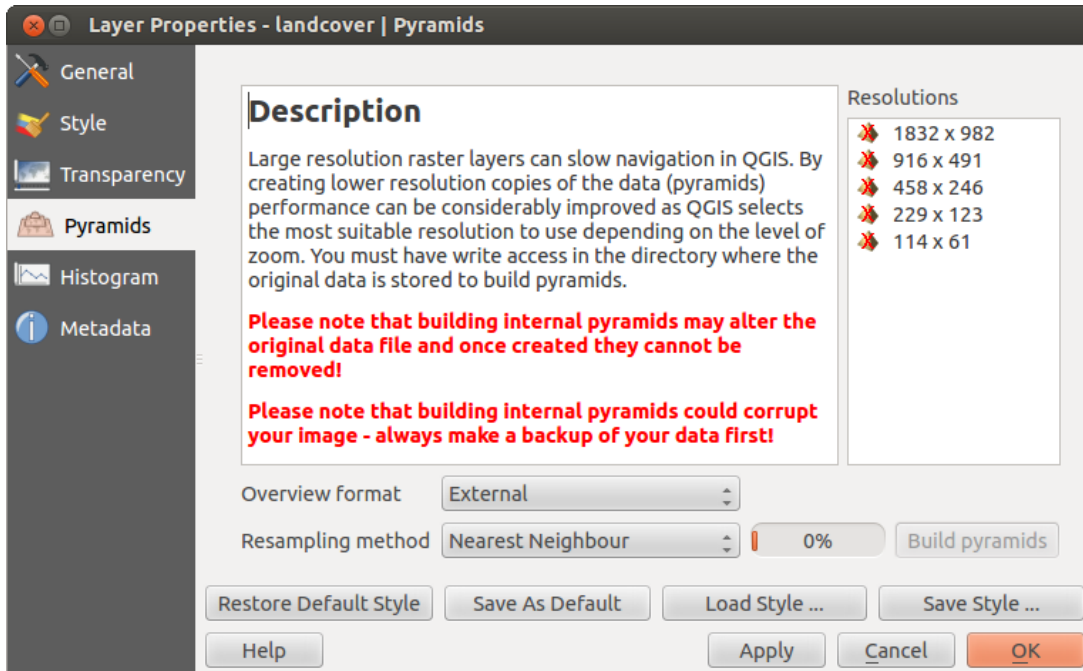 Layer Properties - landcover | Pyramids
General
Style
Transparency
Pyramids
Histogram
Metadata
Description
Large resolution raster layers can slow navigation in QGIS. By
creating lower resolution copies of the data (pyramids)
performance can be considerably improved as QGIS selects
the most suitable resolution to use depending on the level of
zoom. You must have write access in the directory where the
original data is stored to build pyramids.
Please note that building internal pyramids may alter the
original data file and once created they cannot be
removed!
Please note that building internal pyramids could corrupt
your image - always make a backup of your data first!
Resolutions
1832 x 982
916 x 491
458 x 246
229 x 123
114 x 61
Overview format External
Resampling method Nearest Neighbour 0% Build pyramids
Restore Default Style Save As Default Load Style ... Save Style ...
Help Apply Cancel OK